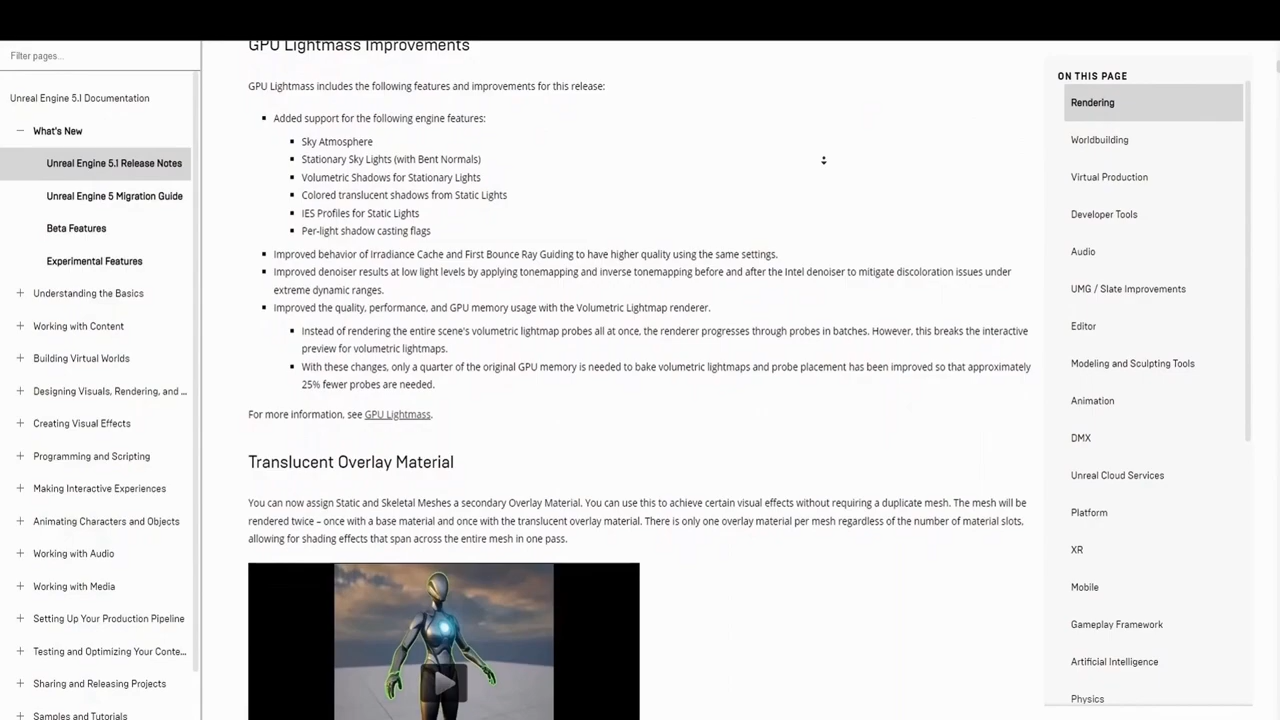 Filter pages...
Unreal Engine 5.1 Documentation
What's New
Unreal Engine 5.1 Release Notes
Unreal Engine 5 Migration Guide
Beta Features
Experimental Features
Understanding the Basics
Working with Content
Building Virtual Worlds
Designing Visuals, Rendering, and ...
Creating Visual Effects
Programming and Scripting
Making Interactive Experiences
Animating Characters and Objects
Working with Audio
Working with Media
Setting Up Your Production Pipeline
Testing and Optimizing Your Conte...
Sharing and Releasing Projects
Samples and Tutorials
GPU Lightmass Improvements
GPU Lightmass includes the following features and improvements for this release:
Added support for the following engine features:
Sky Atmosphere
Stationary Sky Lights (with Bent Normals)
Volumetric Shadows for Stationary Lights
Colored translucent shadows from Static Lights
IES Profiles for Static Lights
Per-light shadow casting flags
Improved behavior of Irradiance Cache and First Bounce Ray Guiding to have higher quality using the same settings.
Improved denoiser results at low light levels by applying tonemapping and inverse tonemapping before and after the Intel denoiser to mitigate discoloration issues under
extreme dynamic ranges.
Improved the quality, performance, and GPU memory usage with the Volumetric Lightmap renderer.
Instead of rendering the entire scene's volumetric lightmap probes all at once, the renderer progresses through probes in batches. However, this breaks the interactive
preview for volumetric lightmaps.
With these changes, only a quarter of the original GPU memory is needed to bake volumetric lightmaps and probe placement has been improved so that approximately
25% fewer probes are needed.
For more information, see GPU Lightmass.
Translucent Overlay Material
You can now assign Static and Skeletal Meshes a secondary Overlay Material. You can use this to achieve certain visual effects without requiring a duplicate mesh. The mesh will be
rendered twice – once with a base material and once with the translucent overlay material. There is only one overlay material per mesh regardless of the number of material slots,
allowing for shading effects that span across the entire mesh in one pass.
ON THIS PAGE
Rendering
Worldbuilding
Virtual Production
Developer Tools
Audio
UMG / Slate Improvements
Editor
Modeling and Sculpting Tools
Animation
DMX
Unreal Cloud Services
Platform
XR
Mobile
Gameplay Framework
Artificial Intelligence
Physics